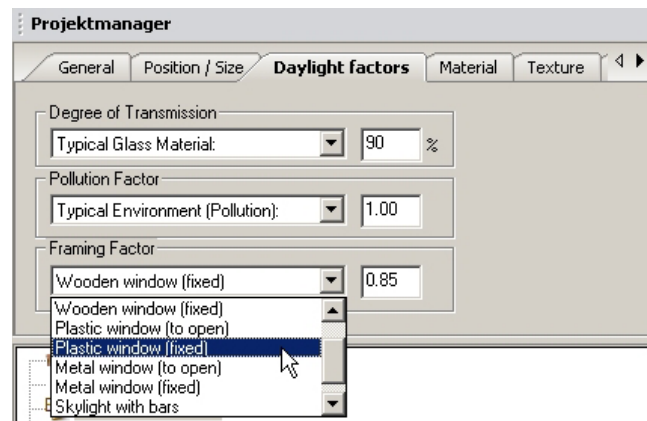 Projektmanager
General Position / Size Daylight factors Material Texture
Degree of Transmission
Typical Glass Material: 90 %
Pollution Factor
Typical Environment (Pollution): 1.00
Framing Factor
Wooden window (fixed) 0.85
Wooden window (fixed)
Plastic window (to open)
Plastic window (fixed)
Metal window (to open)
Metal window (fixed)
Skylight with bars